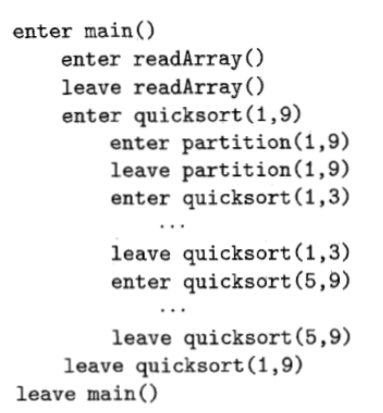 enter main()
enter readArray()
leave readArray()
enter quicksort(1,9)
enter partition(1,9)
leave partition(1,9)
enter quicksort(1,3)
...
leave quicksort(1,3)
enter quicksort(5,9)
...
leave quicksort(5,9)
leave quicksort(1,9)
leave main()